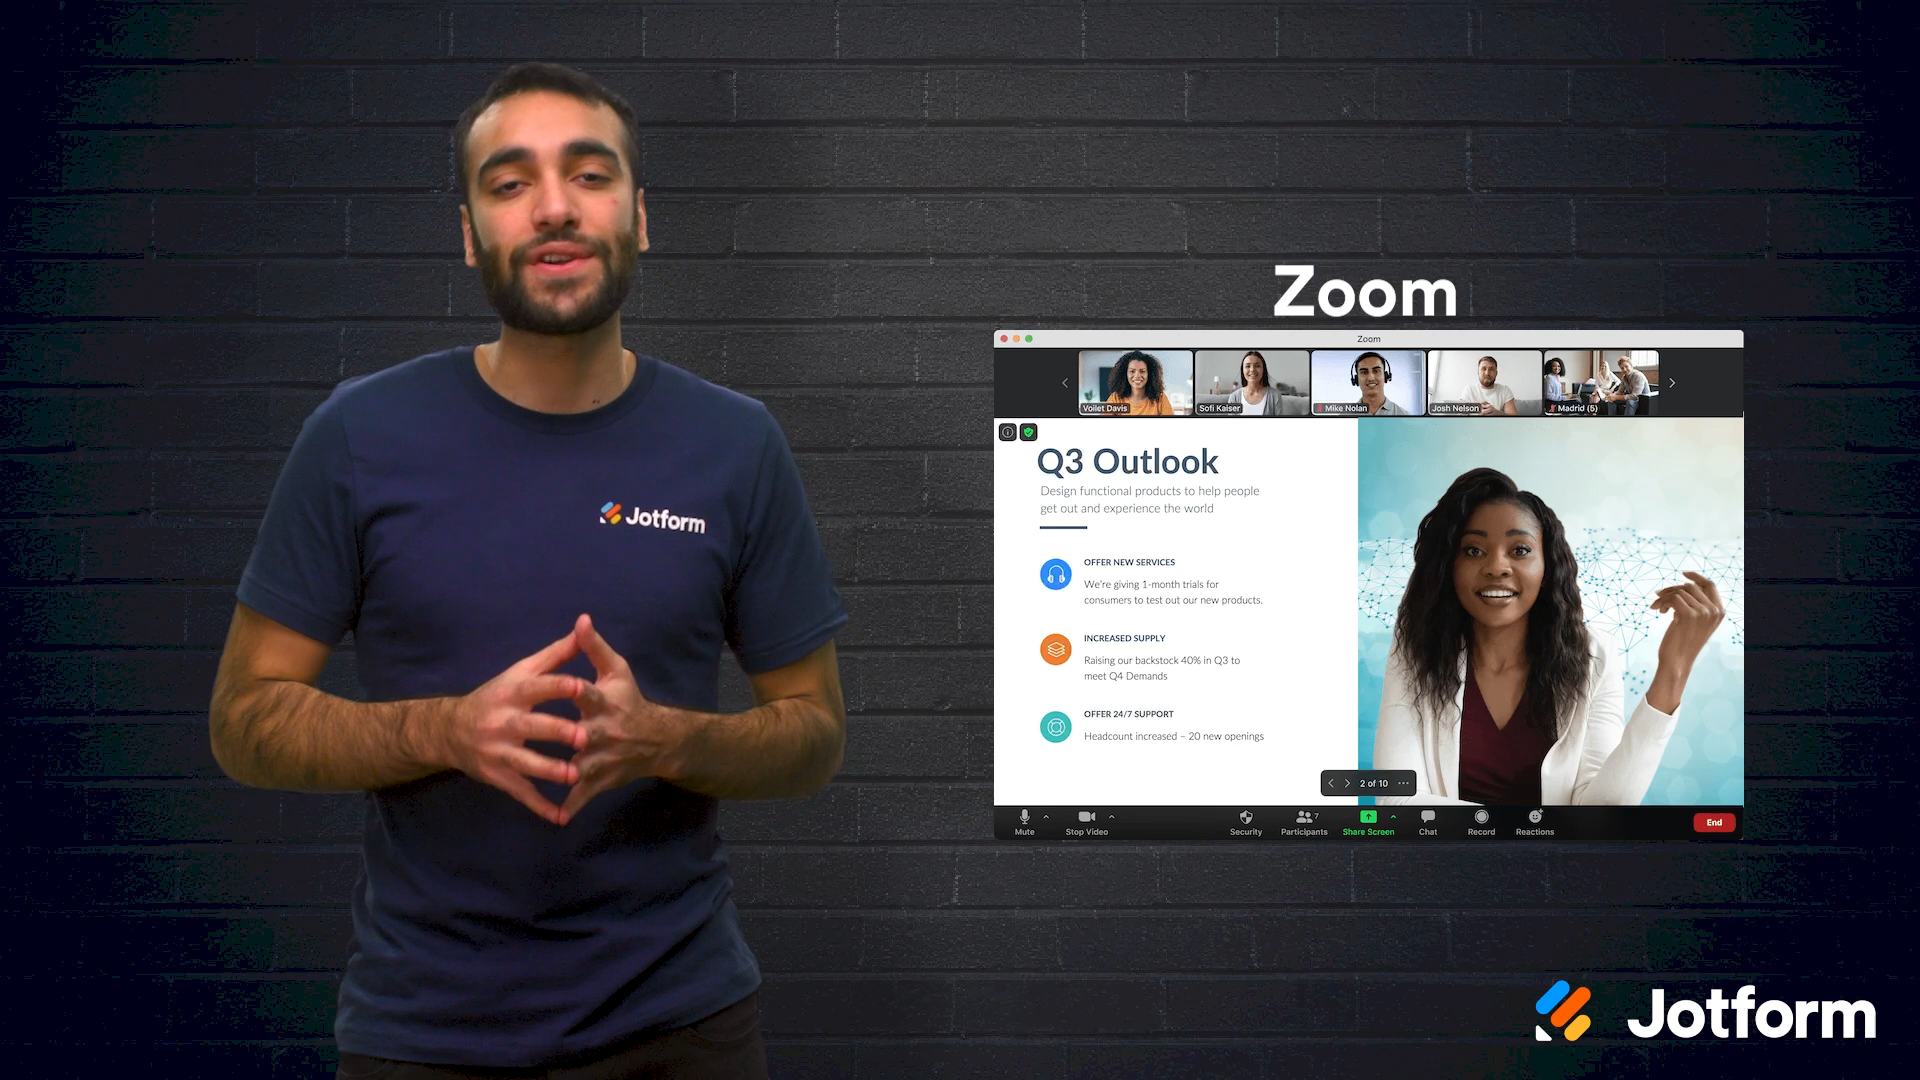 Zoom
Zoom
Voilet Davis
Sofi Kaiser
Mike Nolan
Josh Nelson
Madrid (5)
Q3 Outlook
Design functional products to help people
get out and experience the world
OFFER NEW SERVICES
We're giving 1-month trials for
consumers to test out our new products.
INCREASED SUPPLY
Raising our backstock 40% in Q3 to
meet Q4 Demands
OFFER 24/7 SUPPORT
Headcount increased – 20 new openings
2 of 10
Mute
Stop Video
Security
Participants
7
Share Screen
Chat
Record
Reactions
End
Jotform
Jotform